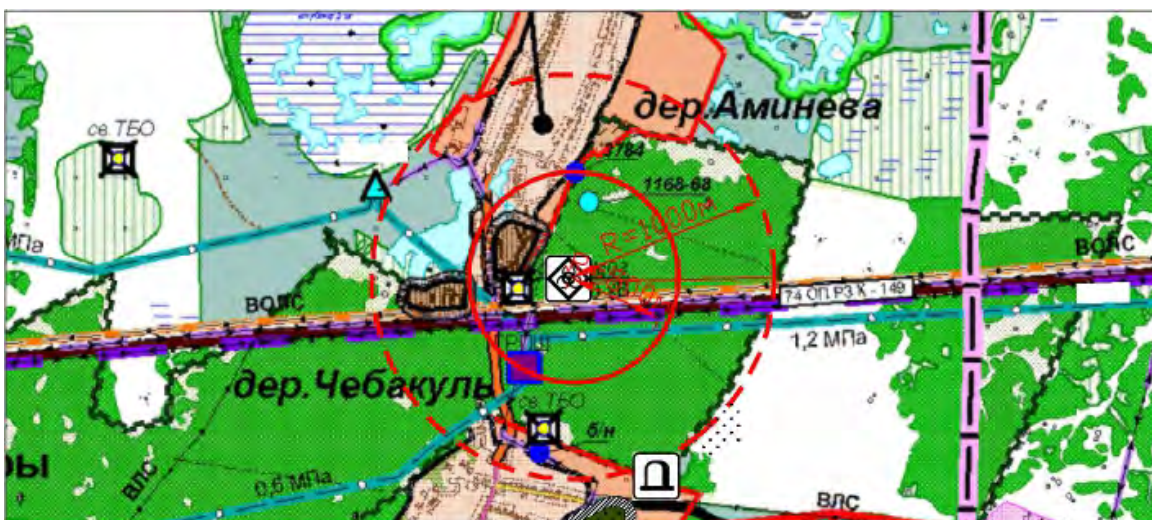 дер.Аминева
св.ТБО
3784
1168-68
R=1000м
МПа
ВОЛС
ВОЛС
74 ОП РЗ К - 149
1,2 МПа
дер.Чебакуль
св.ТБО
б/н
ры
ВЛС
0,6 МПа
ВЛС